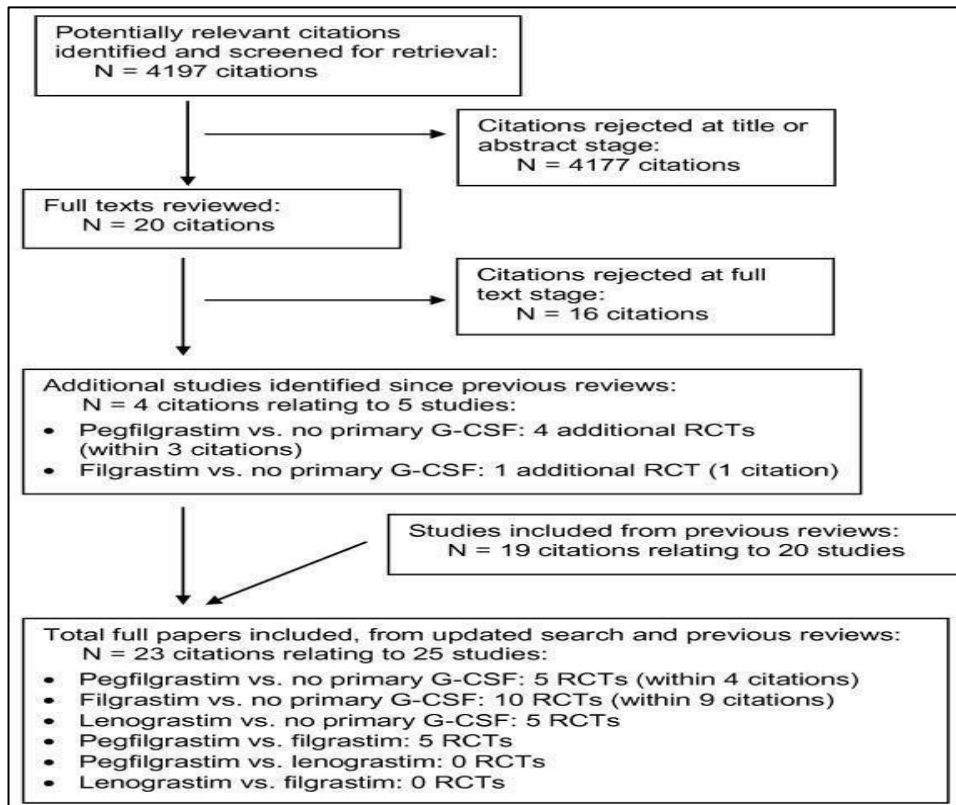 Potentially relevant citations
identified and screened for retrieval:
N = 4197 citations
Citations rejected at title or
abstract stage:
N = 4177 citations
Full texts reviewed:
N = 20 citations
Citations rejected at full
text stage:
N = 16 citations
Additional studies identified since previous reviews:
N = 4 citations relating to 5 studies:
• Pegfilgrastim vs. no primary G-CSF: 4 additional RCTs
(within 3 citations)
• Filgrastim vs. no primary G-CSF: 1 additional RCT (1 citation)
Studies included from previous reviews:
N = 19 citations relating to 20 studies
Total full papers included, from updated search and previous reviews:
N = 23 citations relating to 25 studies:
• Pegfilgrastim vs. no primary G-CSF: 5 RCTs (within 4 citations)
• Filgrastim vs. no primary G-CSF: 10 RCTs (within 9 citations)
• Lenograstim vs. no primary G-CSF: 5 RCTs
• Pegfilgrastim vs. filgrastim: 5 RCTs
• Pegfilgrastim vs. lenograstim: 0 RCTs
• Lenograstim vs. filgrastim: 0 RCTs